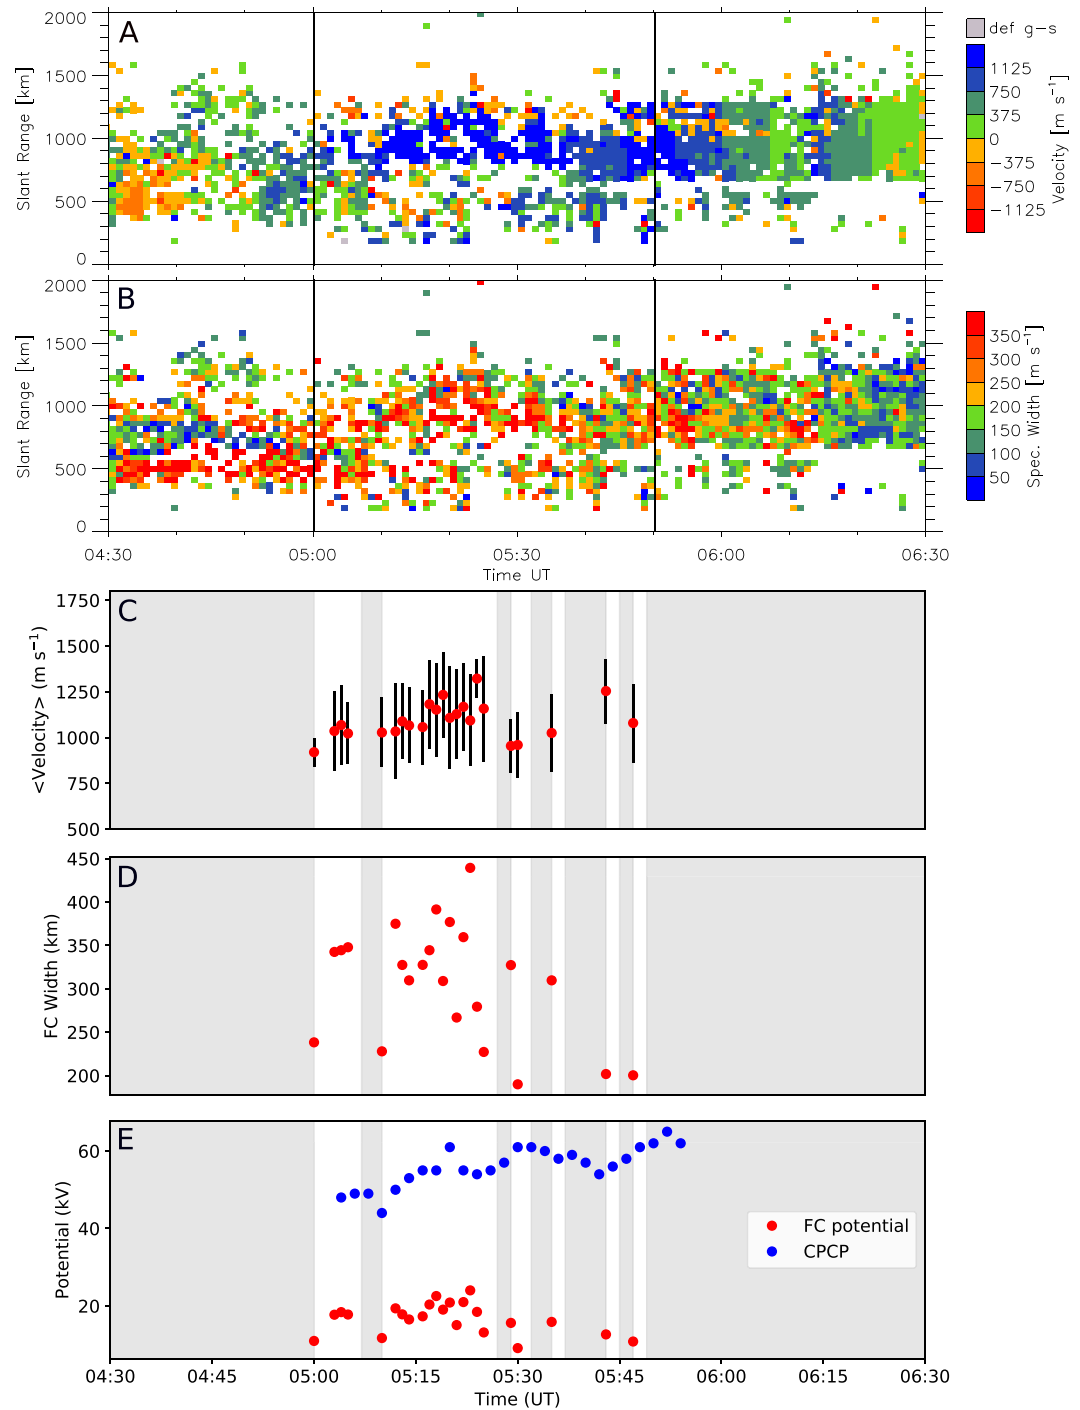 A
2000
1500
1000
500
0
Slant Range [km]
def g-s
1125
750
375
0
-375
-750
-1125
Velocity [m s⁻¹]
B
2000
1500
1000
500
0
Slant Range [km]
350
300
250
200
150
100
50
Spec. Width [m s⁻¹]
04:30 05:00 05:30 06:00 06:30
Time UT
C
1750
1500
1250
1000
750
500
<Velocity> (m s⁻¹)
D
450
400
350
300
250
200
FC Width (km)
E
60
40
20
Potential (kV)
FC potential
CPCP
04:30 04:45 05:00 05:15 05:30 05:45 06:00 06:15 06:30
Time (UT)